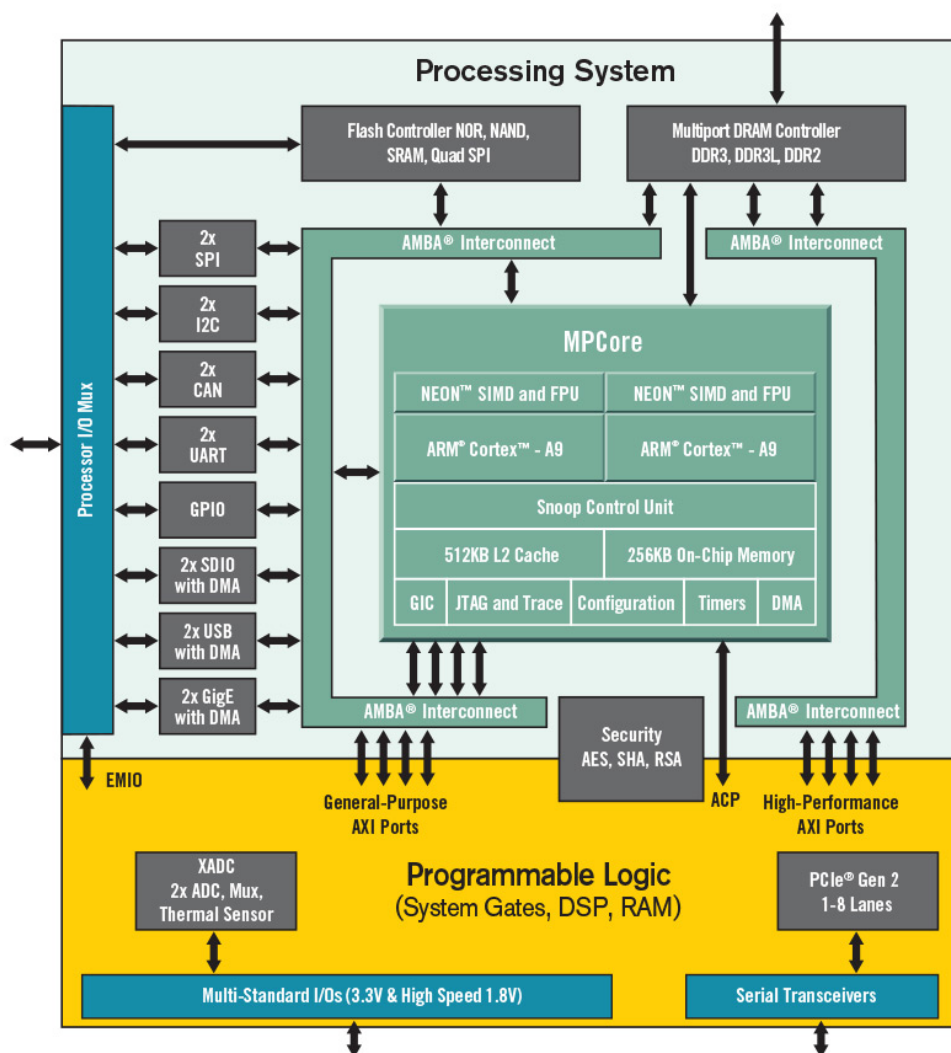 Processing System
Flash Controller NOR, NAND,
SRAM, Quad SPI
Multiport DRAM Controller
DDR3, DDR3L, DDR2
AMBA® Interconnect
AMBA® Interconnect
Processor I/O Mux
2x
SPI
2x
I2C
2x
CAN
2x
UART
GPIO
2x SDIO
with DMA
2x USB
with DMA
2x GigE
with DMA
MPCore
NEON™ SIMD and FPU
NEON™ SIMD and FPU
ARM® Cortex™ - A9
ARM® Cortex™ - A9
Snoop Control Unit
512KB L2 Cache
256KB On-Chip Memory
GIC
JTAG and Trace
Configuration
Timers
DMA
AMBA® Interconnect
Security
AES, SHA, RSA
AMBA® Interconnect
EMIO
General-Purpose
AXI Ports
ACP
High-Performance
AXI Ports
XADC
2x ADC, Mux,
Thermal Sensor
Programmable Logic
(System Gates, DSP, RAM)
PCIe® Gen 2
1-8 Lanes
Multi-Standard I/Os (3.3V & High Speed 1.8V)
Serial Transceivers